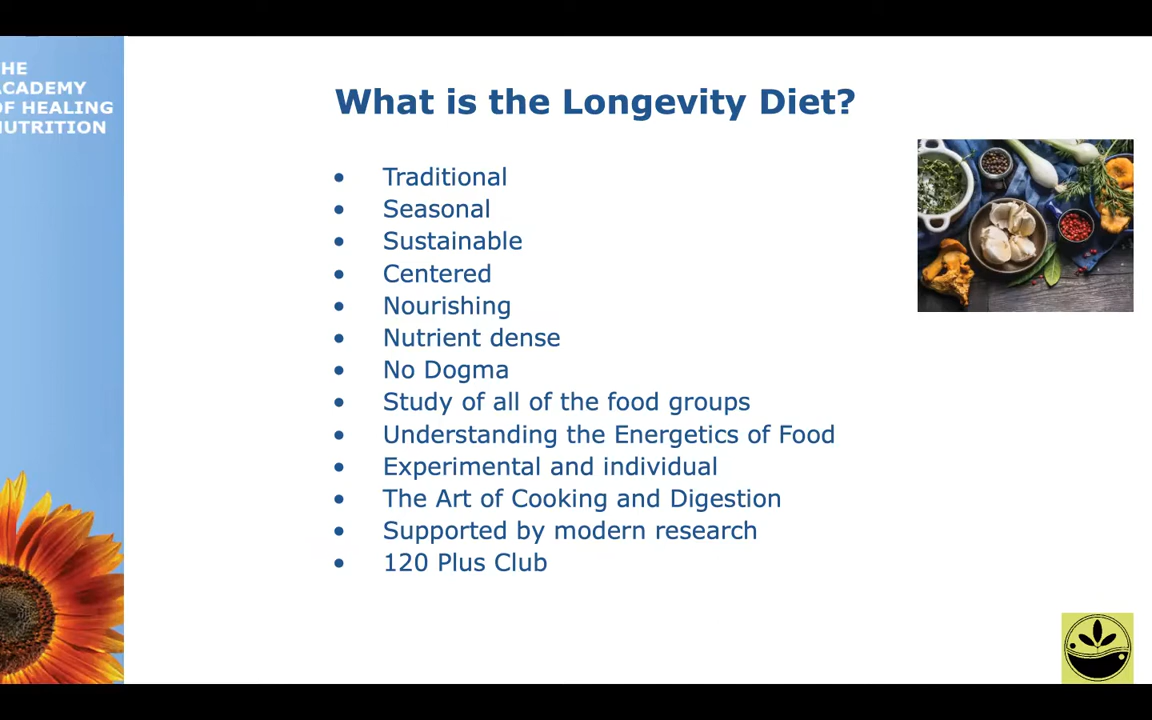 HE
CADEMY
OF HEALING
NUTRITION
What is the Longevity Diet?
• Traditional
• Seasonal
• Sustainable
• Centered
• Nourishing
• Nutrient dense
• No Dogma
• Study of all of the food groups
• Understanding the Energetics of Food
• Experimental and individual
• The Art of Cooking and Digestion
• Supported by modern research
• 120 Plus Club